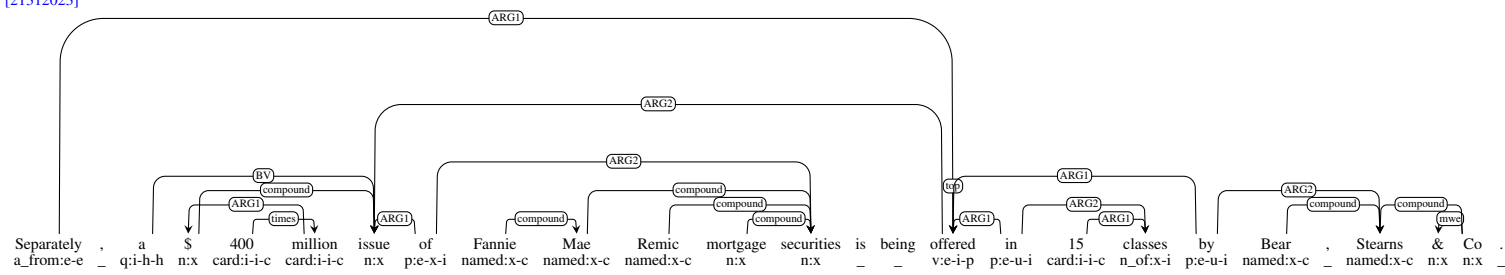 [21312025]
ARG1
ARG2
ARG2
BV ARG1
top
compound compound ARG2
ARG1 compound ARG2 compound compound
times ARG1 compound compound ARG1 ARG1 mwe
Separately , a $ 400 million issue of Fannie Mae Remic mortgage securities is being offered in 15 classes by Bear , Stearns & Co .
a_from:e-e _ q:i-h-h n:x card:i-i-c card:i-i-c n:x p:e-x-i named:x-c named:x-c named:x-c n:x n:x _ _ v:e-i-p p:e-u-i card:i-i-c n_of:x-i p:e-u-i named:x-c _ named:x-c n:x n:x _